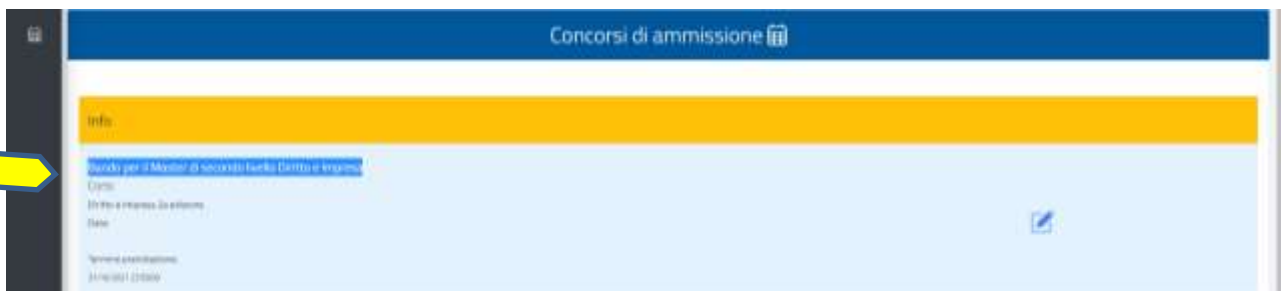 Concorsi di ammissione
Info
Bando per il Master di secondo livello Diritto e Impresa
Corso
Diritto e Impresa 2a edizione
Date
Termine prenotazione